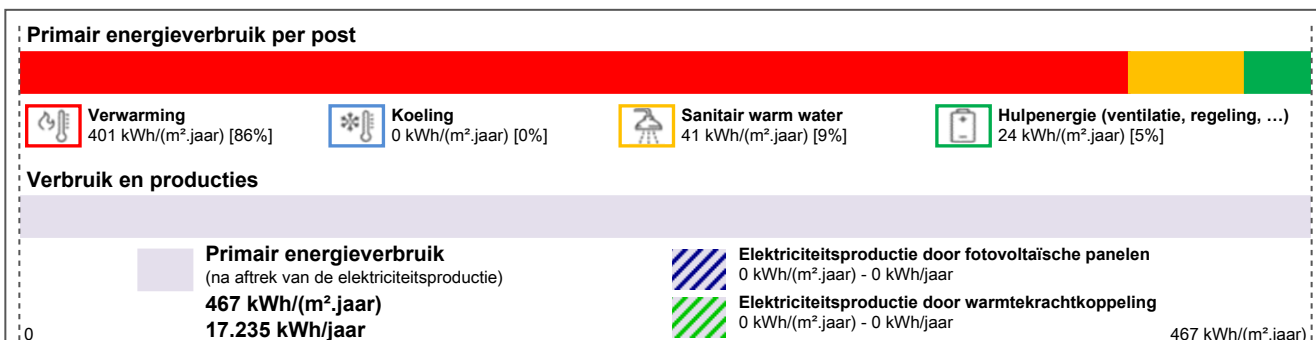 Primair energieverbruik per post
Verwarming
401 kWh/(m².jaar) [86%]
Koeling
0 kWh/(m².jaar) [0%]
Sanitair warm water
41 kWh/(m².jaar) [9%]
Hulpenergie (ventilatie, regeling, …)
24 kWh/(m².jaar) [5%]
Verbruik en producties
Primair energieverbruik
(na aftrek van de elektriciteitsproductie)
467 kWh/(m².jaar)
17.235 kWh/jaar
Elektriciteitsproductie door fotovoltaïsche panelen
0 kWh/(m².jaar) - 0 kWh/jaar
Elektriciteitsproductie door warmtekrachtkoppeling
0 kWh/(m².jaar) - 0 kWh/jaar
0
467 kWh/(m².jaar)